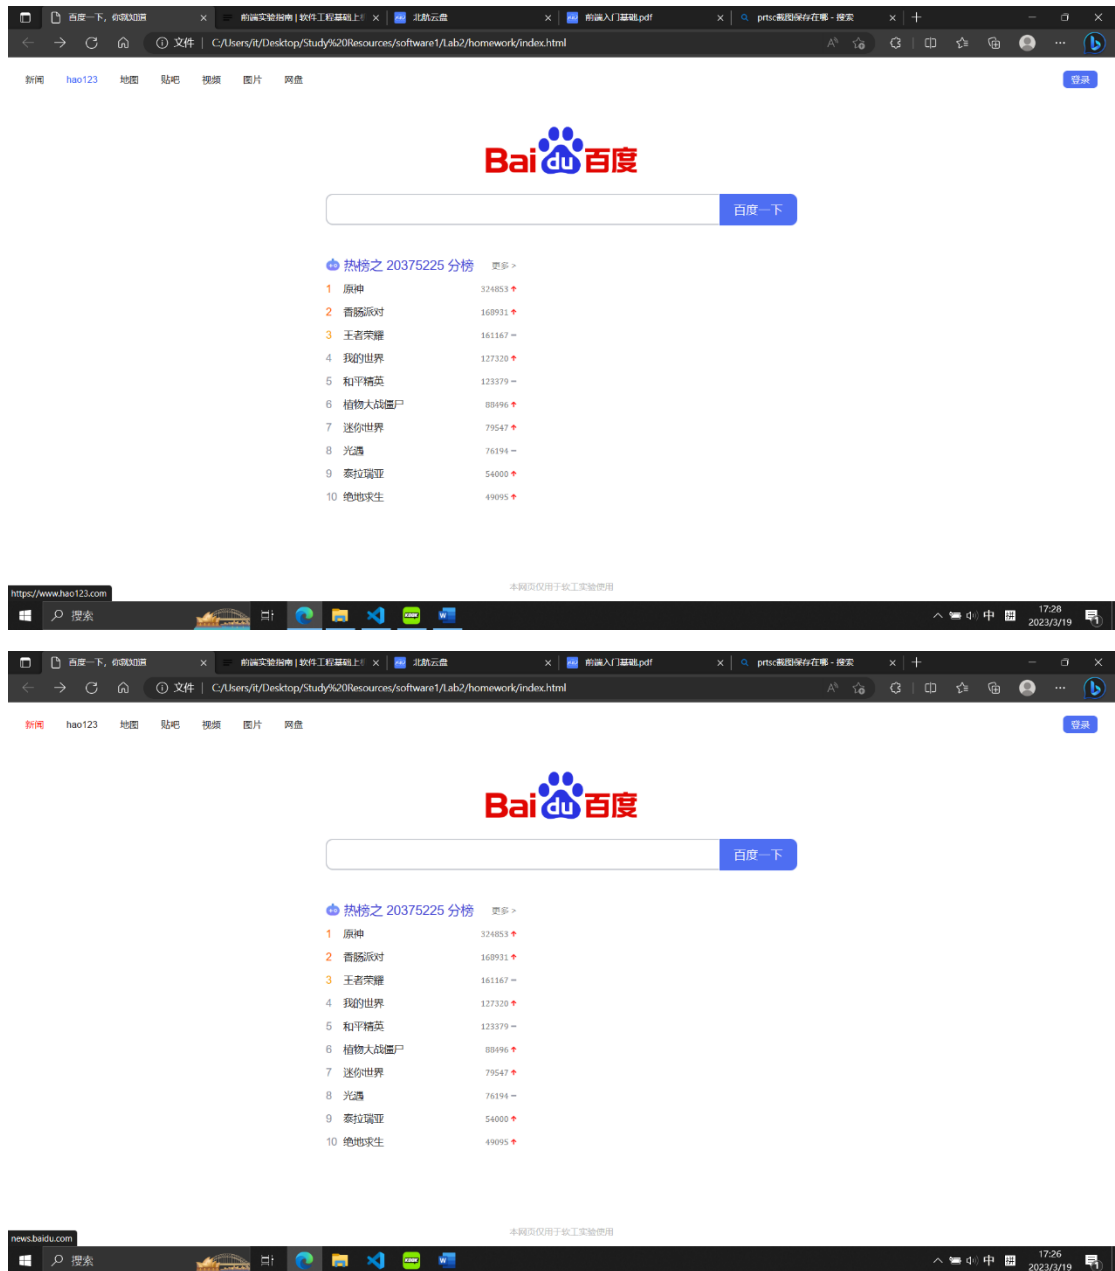 百度一下，你就知道 前端实验指南 | 软件工程基础上 北航云盘 前端入门基础.pdf prtsc截图保存在哪 - 搜索
文件 | C:/Users/it/Desktop/Study%20Resources/software1/Lab2/homework/index.html
新闻 hao123 地图 贴吧 视频 图片 网盘 登录
Bai du 百度
百度一下
热榜之 20375225 分榜 更多 >
1 原神 324853
2 香肠派对 168931
3 王者荣耀 161167
4 我的世界 127320
5 和平精英 123379
6 植物大战僵尸 88496
7 迷你世界 79547
8 光遇 76194
9 泰拉瑞亚 54000
10 绝地求生 49095
本网页仅用于软工实验使用
https://www.hao123.com
搜索 中 拼 17:28
2023/3/19
百度一下，你就知道 前端实验指南 | 软件工程基础上 北航云盘 前端入门基础.pdf prtsc截图保存在哪 - 搜索
文件 | C:/Users/it/Desktop/Study%20Resources/software1/Lab2/homework/index.html
新闻 hao123 地图 贴吧 视频 图片 网盘 登录
Bai du 百度
百度一下
热榜之 20375225 分榜 更多 >
1 原神 324853
2 香肠派对 168931
3 王者荣耀 161167
4 我的世界 127320
5 和平精英 123379
6 植物大战僵尸 88496
7 迷你世界 79547
8 光遇 76194
9 泰拉瑞亚 54000
10 绝地求生 49095
本网页仅用于软工实验使用
news.baidu.com
搜索 中 拼 17:26
2023/3/19